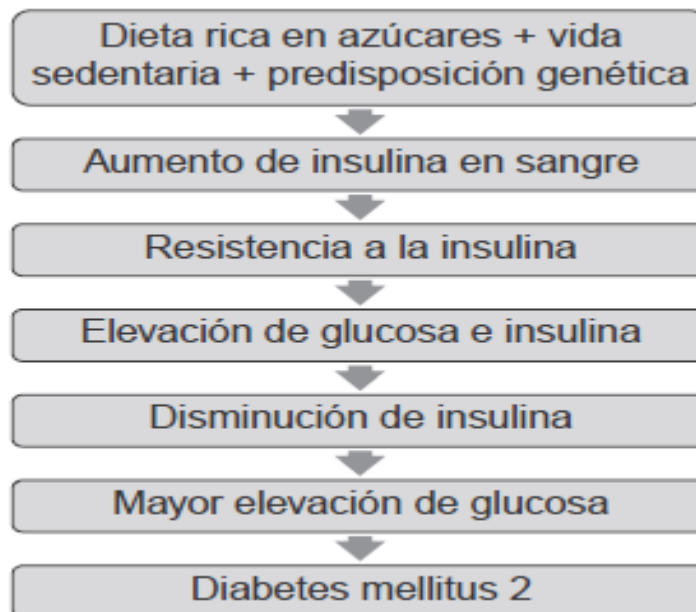 Dieta rica en azúcares + vida
sedentaria + predisposición genética
Aumento de insulina en sangre
Resistencia a la insulina
Elevación de glucosa e insulina
Disminución de insulina
Mayor elevación de glucosa
Diabetes mellitus 2